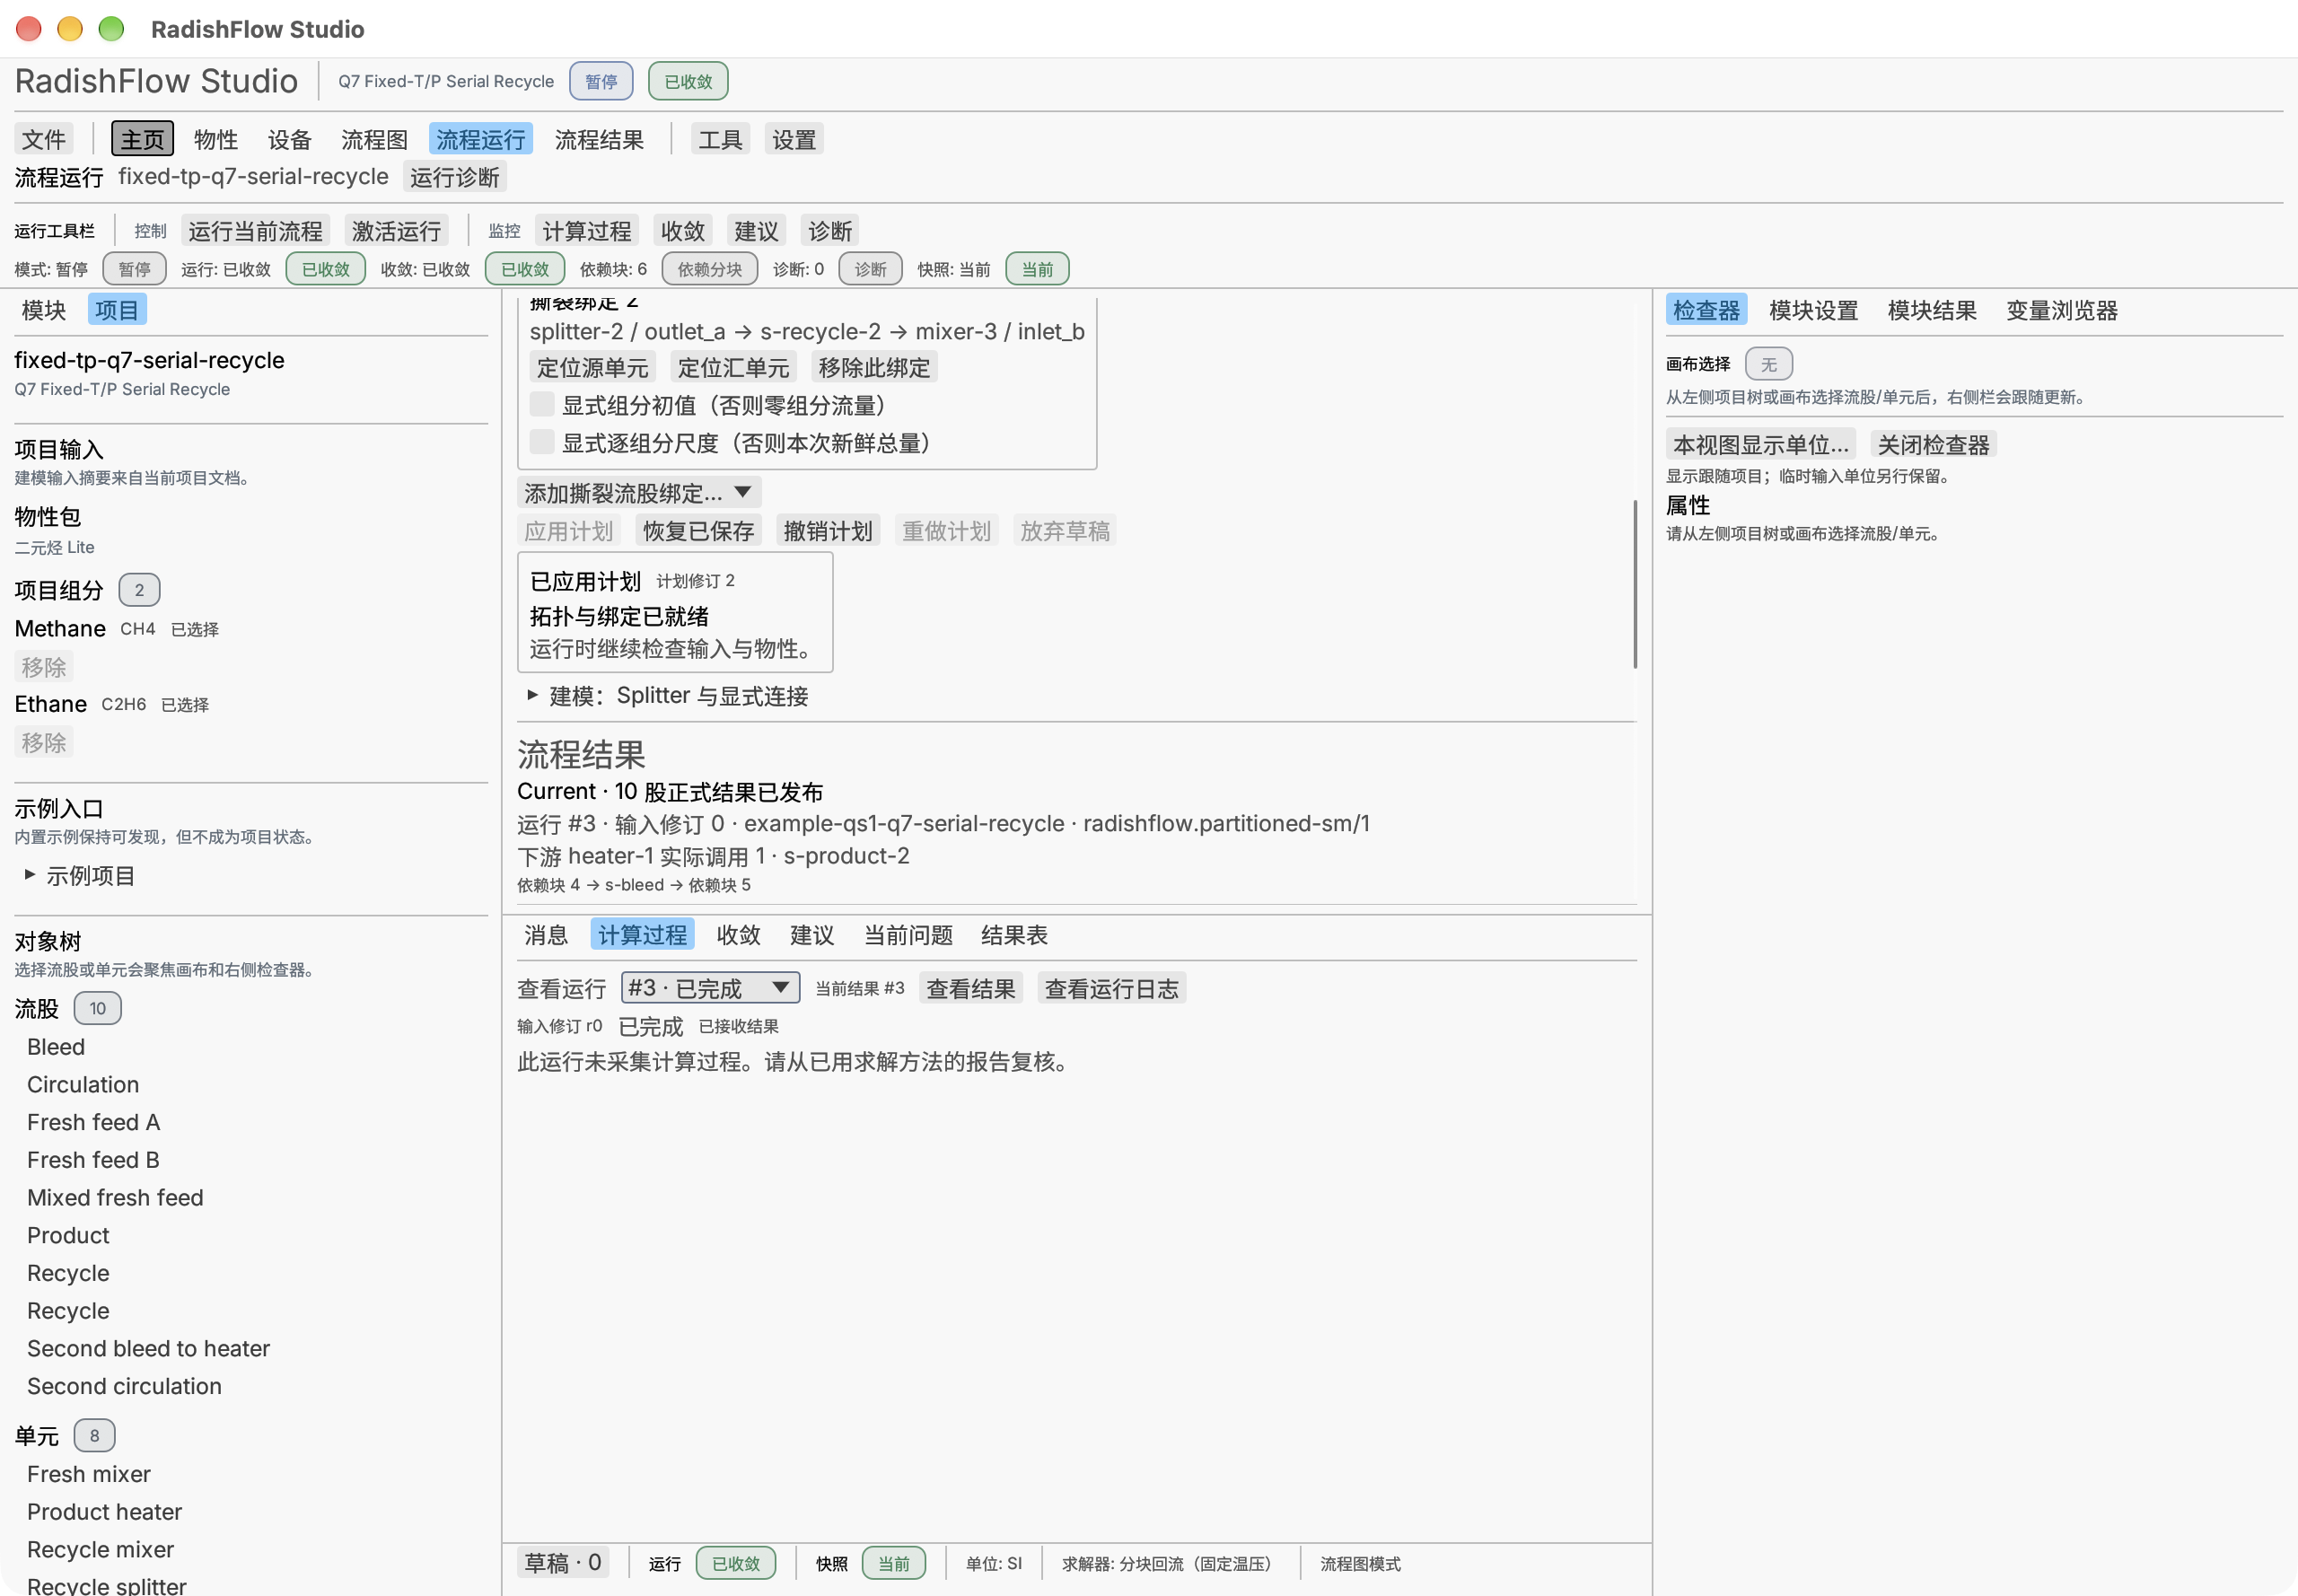 RadishFlow Studio
RadishFlow Studio Q7 Fixed-T/P Serial Recycle 暂停 已收敛
文件 主页 物性 设备 流程图 流程运行 流程结果 工具 设置
流程运行 fixed-tp-q7-serial-recycle 运行诊断
运行工具栏 控制 运行当前流程 激活运行 监控 计算过程 收敛 建议 诊断
模式: 暂停 暂停 运行: 已收敛 已收敛 收敛: 已收敛 已收敛 依赖块: 6 依赖分块 诊断: 0 诊断 快照: 当前 当前
模块 项目
fixed-tp-q7-serial-recycle
Q7 Fixed-T/P Serial Recycle
项目输入
建模输入摘要来自当前项目文档。
物性包
二元烃 Lite
项目组分 2
Methane CH4 已选择
移除
Ethane C2H6 已选择
移除
示例入口
内置示例保持可发现，但不成为项目状态。
▸ 示例项目
对象树
选择流股或单元会聚焦画布和右侧检查器。
流股 10
Bleed
Circulation
Fresh feed A
Fresh feed B
Mixed fresh feed
Product
Recycle
Recycle
Second bleed to heater
Second circulation
单元 8
Fresh mixer
Product heater
Recycle mixer
Recycle splitter
撕裂绑定 2
splitter-2 / outlet_a → s-recycle-2 → mixer-3 / inlet_b
定位源单元 定位汇单元 移除此绑定
显式组分初值（否则零组分流量）
显式逐组分尺度（否则本次新鲜总量）
添加撕裂流股绑定... ▼
应用计划 恢复已保存 撤销计划 重做计划 放弃草稿
已应用计划 计划修订 2
拓扑与绑定已就绪
运行时继续检查输入与物性。
▸ 建模：Splitter 与显式连接
流程结果
Current · 10 股正式结果已发布
运行 #3 · 输入修订 0 · example-qs1-q7-serial-recycle · radishflow.partitioned-sm/1
下游 heater-1 实际调用 1 · s-product-2
依赖块 4 → s-bleed → 依赖块 5
消息 计算过程 收敛 建议 当前问题 结果表
查看运行 #3 · 已完成 ▼ 当前结果 #3 查看结果 查看运行日志
输入修订 r0 已完成 已接收结果
此运行未采集计算过程。请从已用求解方法的报告复核。
草稿 · 0 运行 已收敛 快照 当前 单位: SI 求解器: 分块回流（固定温压） 流程图模式
检查器 模块设置 模块结果 变量浏览器
画布选择 无
从左侧项目树或画布选择流股/单元后，右侧栏会跟随更新。
本视图显示单位... 关闭检查器
显示跟随项目；临时输入单位另行保留。
属性
请从左侧项目树或画布选择流股/单元。